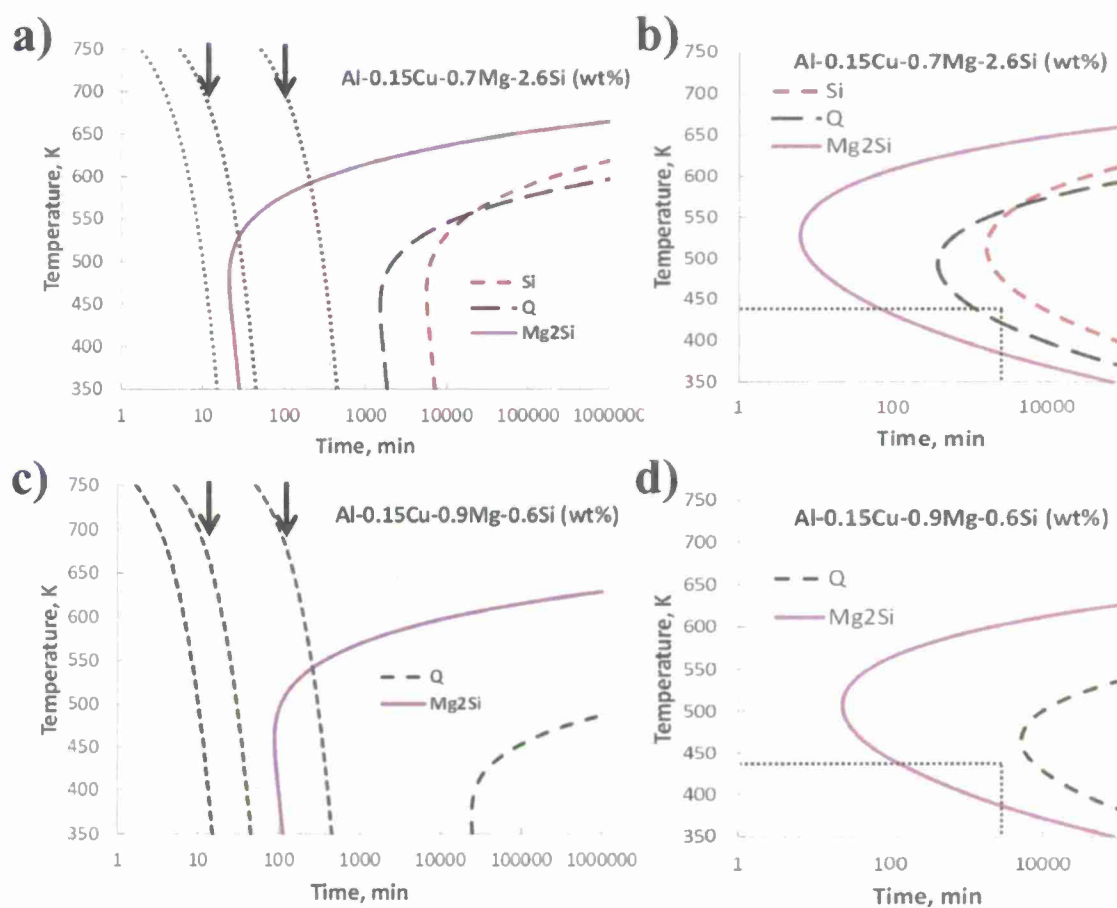 a)
Al-0.15Cu-0.7Mg-2.6Si (wt%)
Temperature, K
750
700
650
600
550
500
450
400
350
Si
Q
Mg2Si
1 10 100 1000 10000 100000 1000000
Time, min
b)
Al-0.15Cu-0.7Mg-2.6Si (wt%)
Si
Q
Mg2Si
Temperature, K
750
700
650
600
550
500
450
400
350
1 100 10000
Time, min
c)
Al-0.15Cu-0.9Mg-0.6Si (wt%)
Temperature, K
750
700
650
600
550
500
450
400
350
Q
Mg2Si
1 10 100 1000 10000 100000 1000000
Time, min
d)
Al-0.15Cu-0.9Mg-0.6Si (wt%)
Q
Mg2Si
Temperature, K
750
700
650
600
550
500
450
400
350
1 100 10000
Time, min